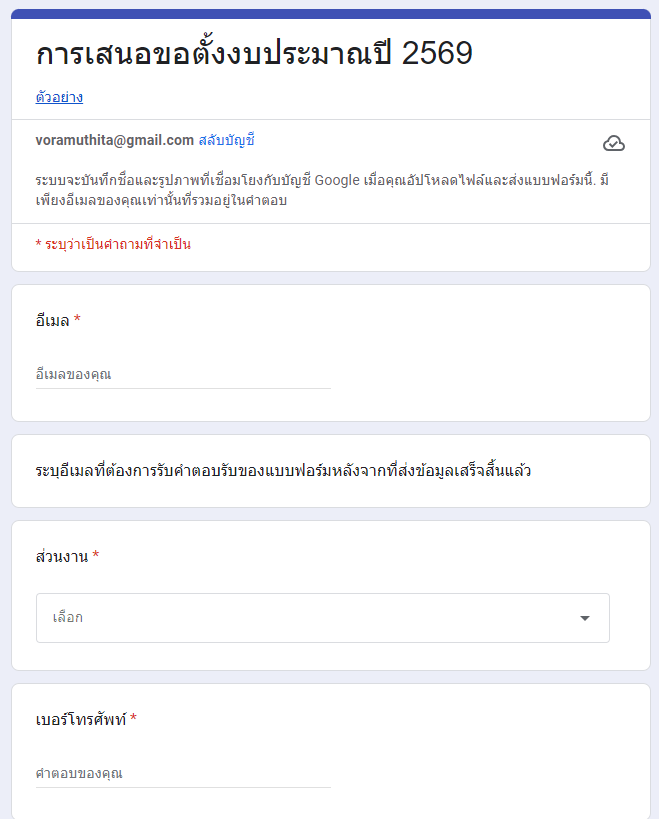 การเสนอขอตั้งงบประมาณปี 2569
ตัวอย่าง
voramuthita@gmail.com สลับบัญชี
ระบบจะบันทึกชื่อและรูปภาพที่เชื่อมโยงกับบัญชี Google เมื่อคุณอัปโหลดไฟล์และส่งแบบฟอร์มนี้. มี
เพียงอีเมลของคุณเท่านั้นที่รวมอยู่ในคำตอบ
* ระบุว่าเป็นคำถามที่จำเป็น
อีเมล *
อีเมลของคุณ
ระบุอีเมลที่ต้องการรับคำตอบรับของแบบฟอร์มหลังจากที่ส่งข้อมูลเสร็จสิ้นแล้ว
ส่วนงาน *
เลือก
เบอร์โทรศัพท์ *
คำตอบของคุณ